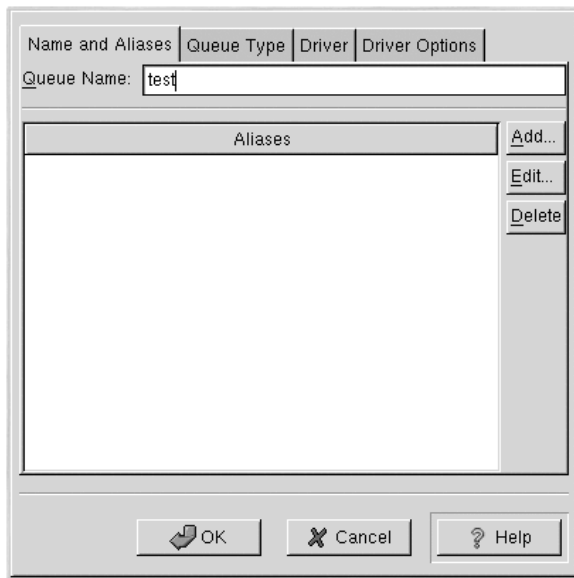 Name and Aliases Queue Type Driver Driver Options
Queue Name: test
Aliases
Add...
Edit...
Delete
OK Cancel Help